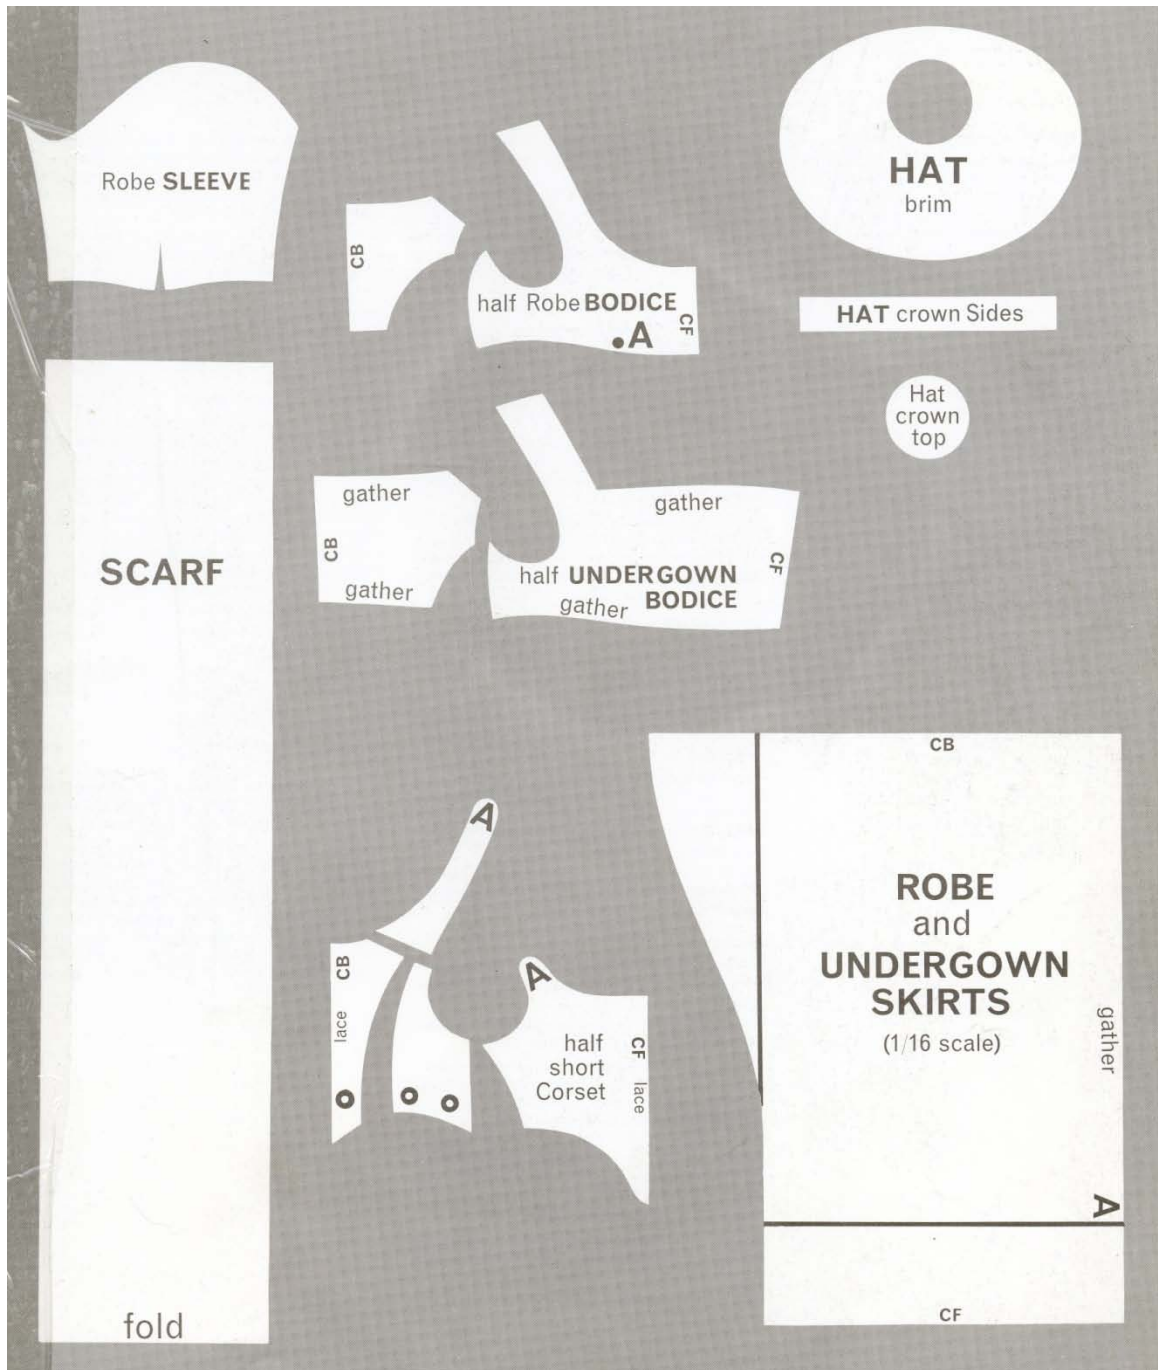 Robe SLEEVE
CB
half Robe BODICE
CF
•A
HAT
brim
HAT crown Sides
Hat
crown
top
SCARF
fold
gather
CB
gather
gather
half UNDERGOWN
BODICE
gather
CF
A
CB
lace
A
half
short
Corset
CF
lace
CB
ROBE
and
UNDERGOWN
SKIRTS
(1/16 scale)
gather
A
CF